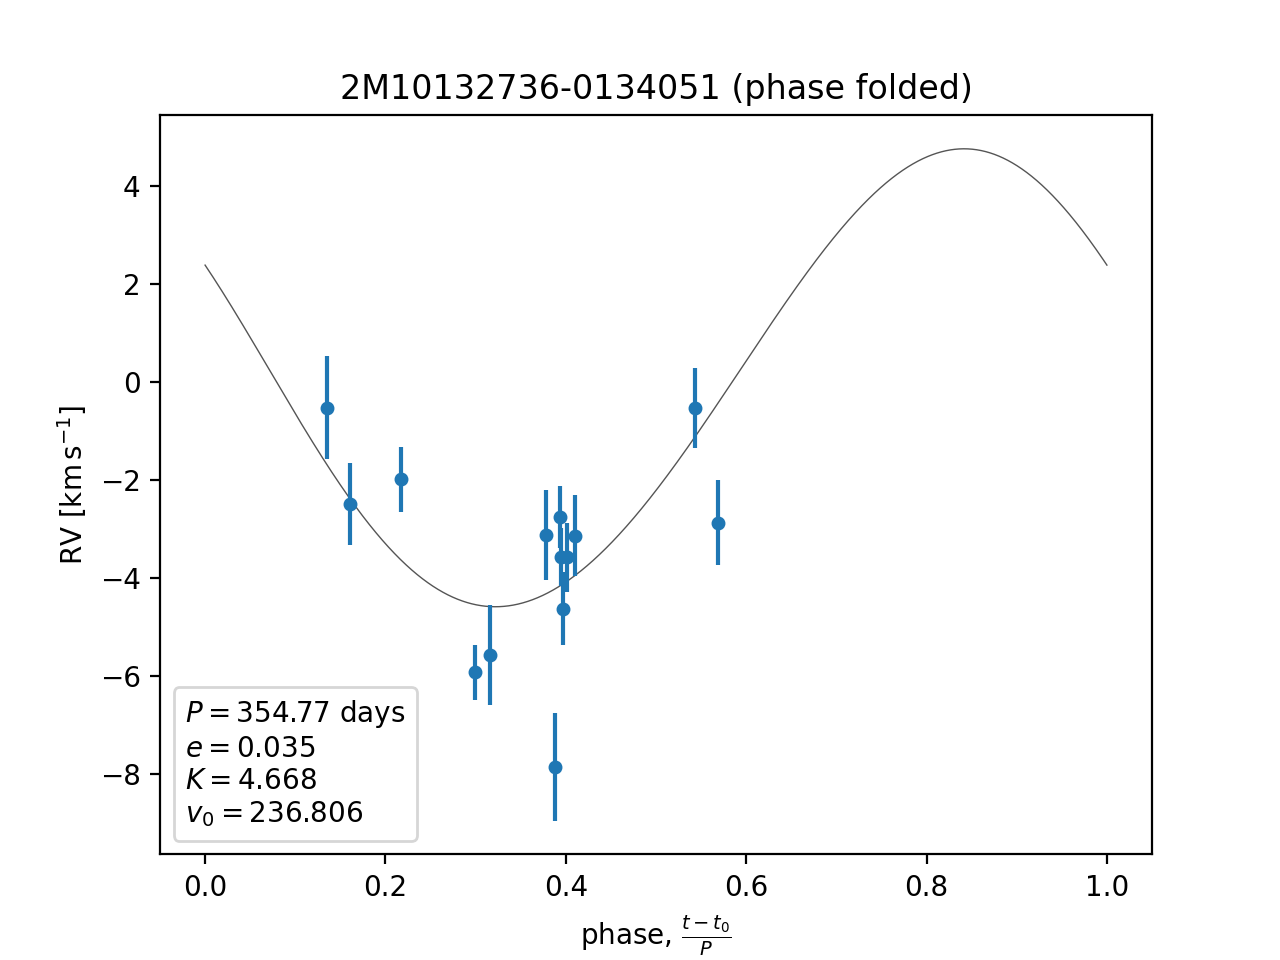 2M10132736-0134051 (phase folded)
RV [km s⁻¹]
4
2
0
−2
−4
−6
−8
P = 354.77 days
e = 0.035
K = 4.668
v₀ = 236.806
0.0 0.2 0.4 0.6 0.8 1.0
phase, t − t₀ / P